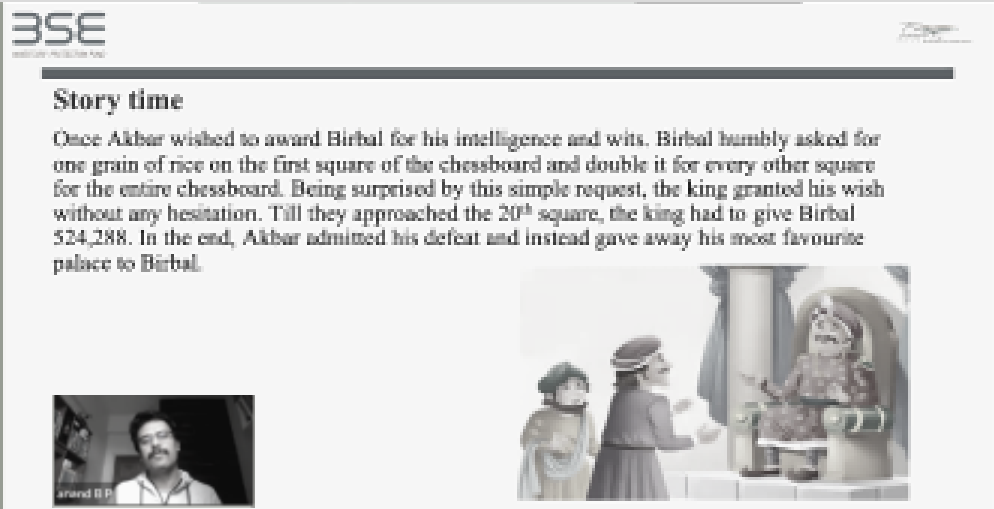 BSE
Story time
Once Akbar wished to award Birbal for his intelligence and wits. Birbal humbly asked for
one grain of rice on the first square of the chessboard and double it for every other square
for the entire chessboard. Being surprised by this simple request, the king granted his wish
without any hesitation. Till they approached the 20th square, the king had to give Birbal
524,288. In the end, Akbar admitted his defeat and instead gave away his most favourite
palace to Birbal.
anand B P